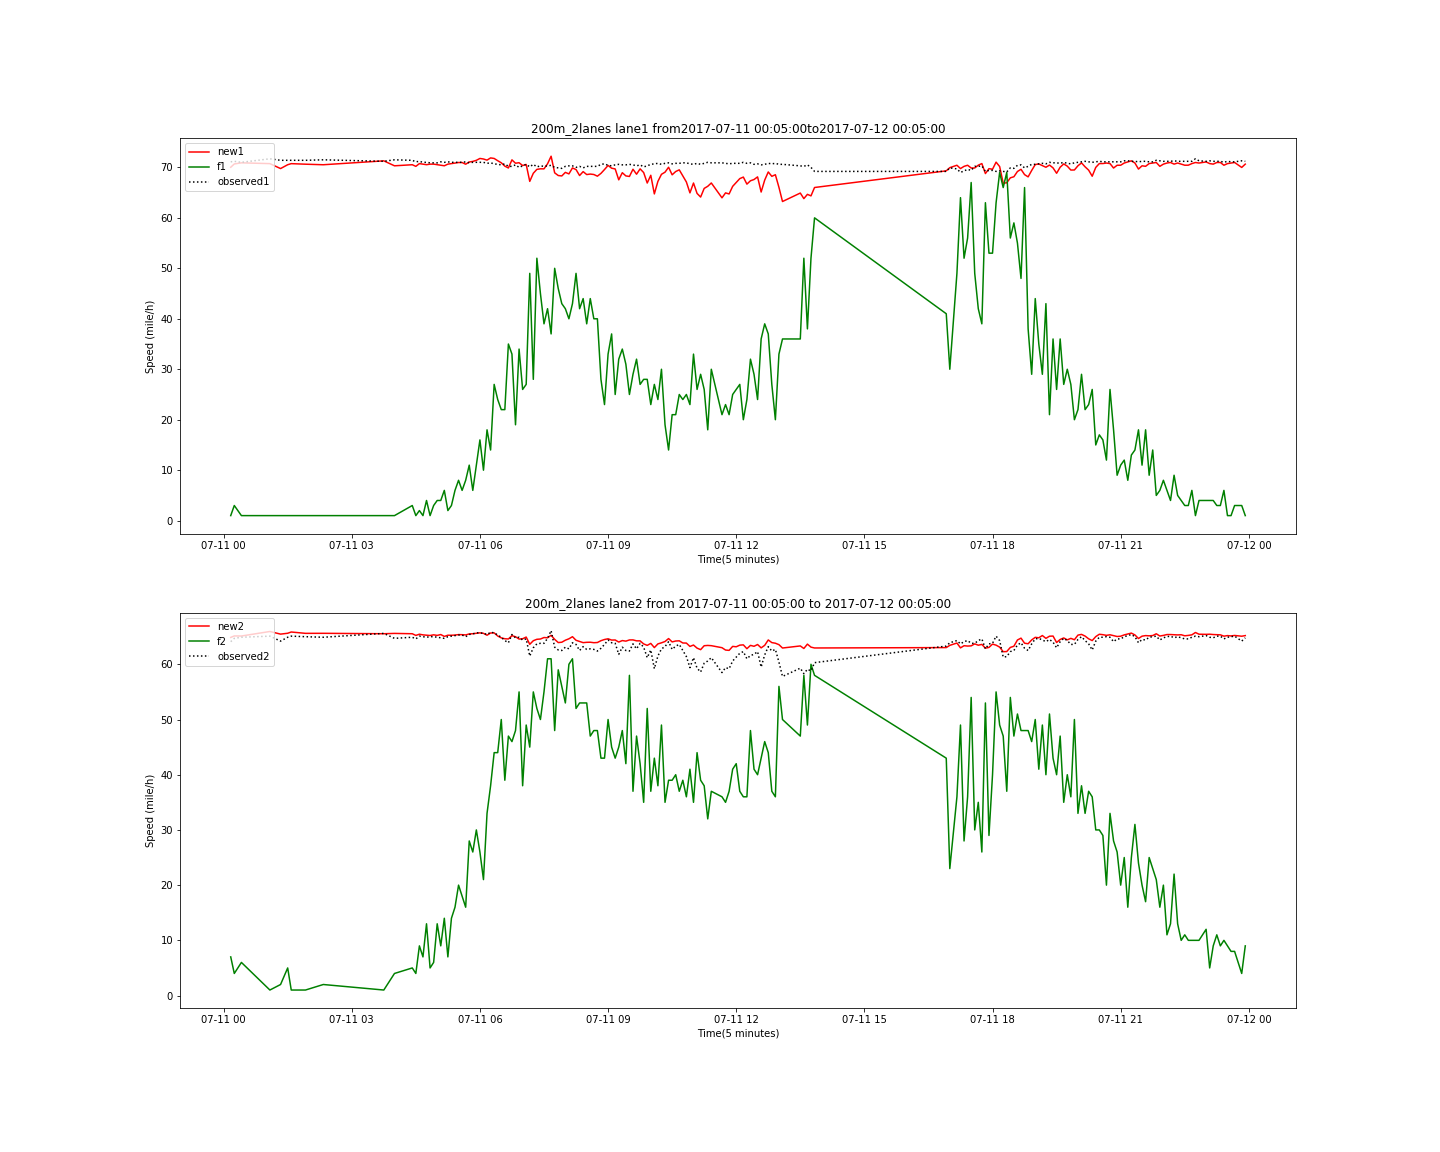 200m_2lanes lane1 from2017-07-11 00:05:00to2017-07-12 00:05:00
new1
f1
observed1
70
60
50
40
30
20
10
0
Speed (mile/h)
07-11 00 07-11 03 07-11 06 07-11 09 07-11 12 07-11 15 07-11 18 07-11 21 07-12 00
Time(5 minutes)
200m_2lanes lane2 from 2017-07-11 00:05:00 to 2017-07-12 00:05:00
new2
f2
observed2
60
50
40
30
20
10
0
Speed (mile/h)
07-11 00 07-11 03 07-11 06 07-11 09 07-11 12 07-11 15 07-11 18 07-11 21 07-12 00
Time(5 minutes)